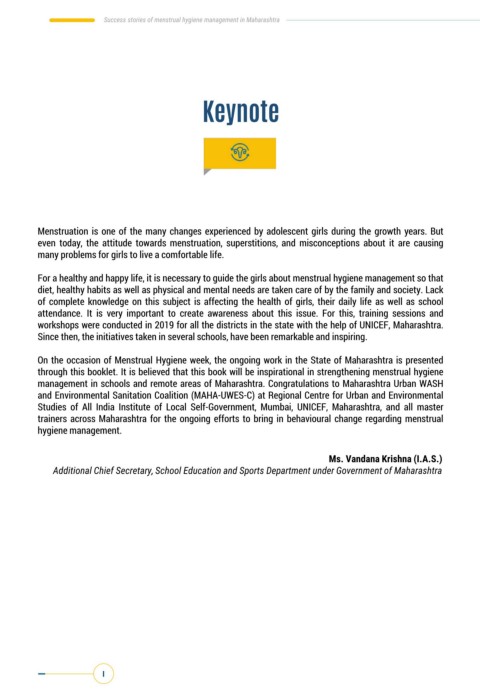 Success stories of menstrual hygiene management in Maharashtra
Keynote
Menstruation is one of the many changes experienced by adolescent girls during the growth years. But
even today, the attitude towards menstruation, superstitions, and misconceptions about it are causing
many problems for girls to live a comfortable life.
For a healthy and happy life, it is necessary to guide the girls about menstrual hygiene management so that
diet, healthy habits as well as physical and mental needs are taken care of by the family and society. Lack
of complete knowledge on this subject is affecting the health of girls, their daily life as well as school
attendance. It is very important to create awareness about this issue. For this, training sessions and
workshops were conducted in 2019 for all the districts in the state with the help of UNICEF, Maharashtra.
Since then, the initiatives taken in several schools, have been remarkable and inspiring.
On the occasion of Menstrual Hygiene week, the ongoing work in the State of Maharashtra is presented
through this booklet. It is believed that this book will be inspirational in strengthening menstrual hygiene
management in schools and remote areas of Maharashtra. Congratulations to Maharashtra Urban WASH
and Environmental Sanitation Coalition (MAHA-UWES-C) at Regional Centre for Urban and Environmental
Studies of All India Institute of Local Self-Government, Mumbai, UNICEF, Maharashtra, and all master
trainers across Maharashtra for the ongoing efforts to bring in behavioural change regarding menstrual
hygiene management.
Ms. Vandana Krishna (I.A.S.)
Additional Chief Secretary, School Education and Sports Department under Government of Maharashtra
I